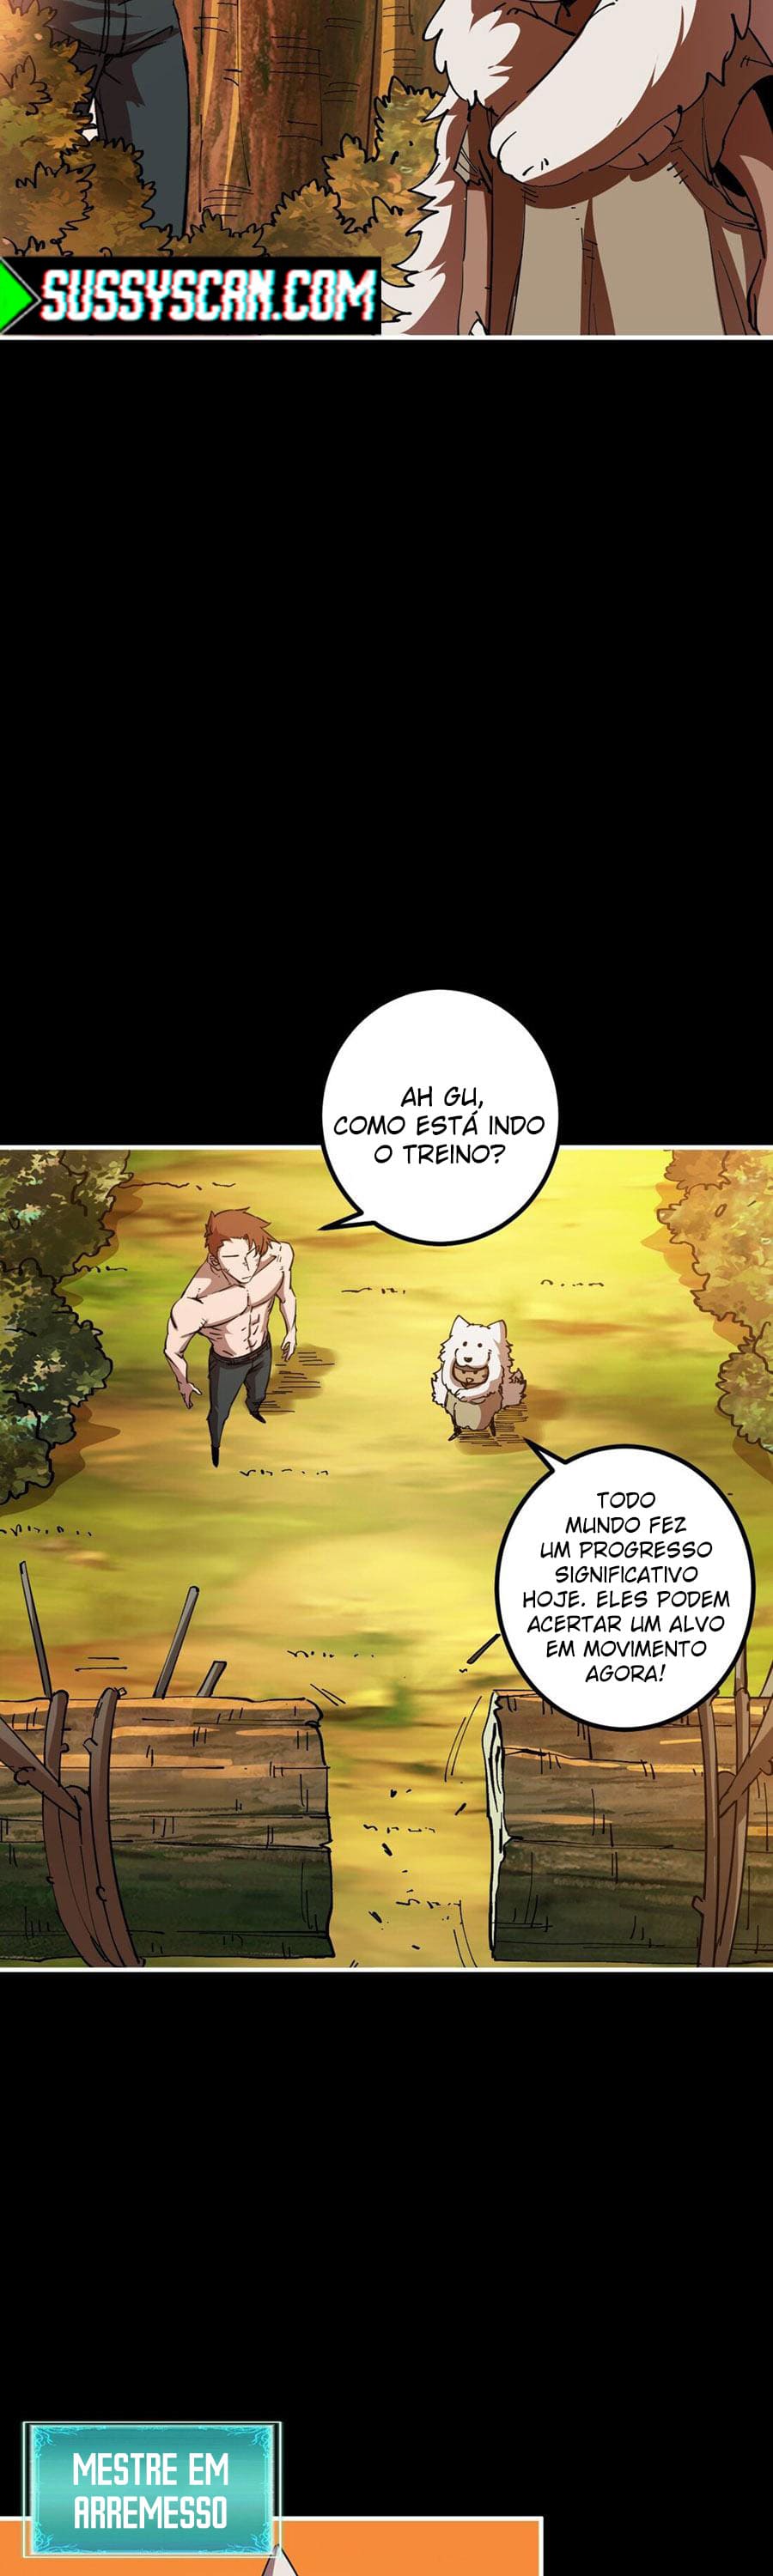 SUSSYSCAN.COM
AH GU,
COMO ESTÁ INDO
O TREINO?
TODO
MUNDO FEZ
UM PROGRESSO
SIGNIFICATIVO
HOJE. ELES PODEM
ACERTAR UM ALVO
EM MOVIMENTO
AGORA!
MESTRE EM
ARREMESSO